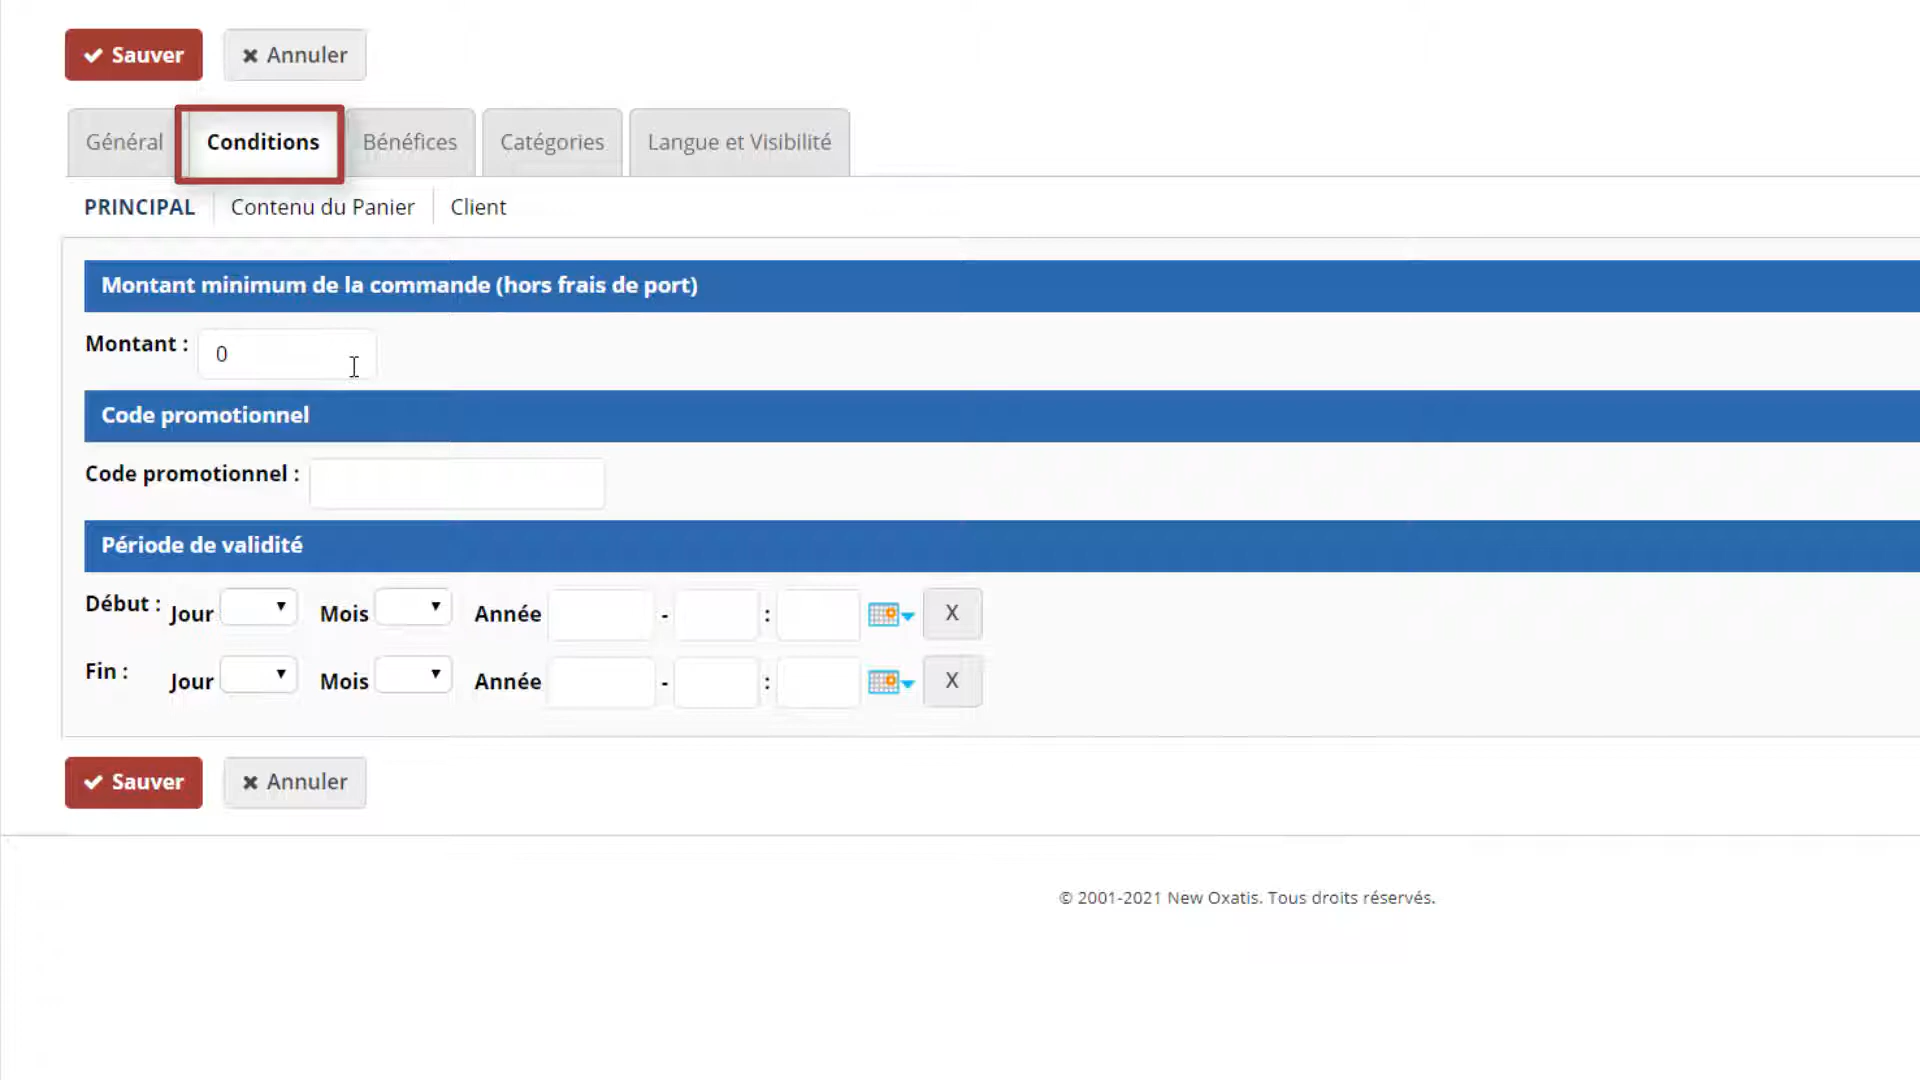 Sauver Annuler
Général Conditions Bénéfices Catégories Langue et Visibilité
PRINCIPAL Contenu du Panier Client
Montant minimum de la commande (hors frais de port)
Montant : 0
Code promotionnel
Code promotionnel :
Période de validité
Début : Jour Mois Année - : X
Fin : Jour Mois Année - : X
Sauver Annuler
© 2001-2021 New Oxatis. Tous droits réservés.